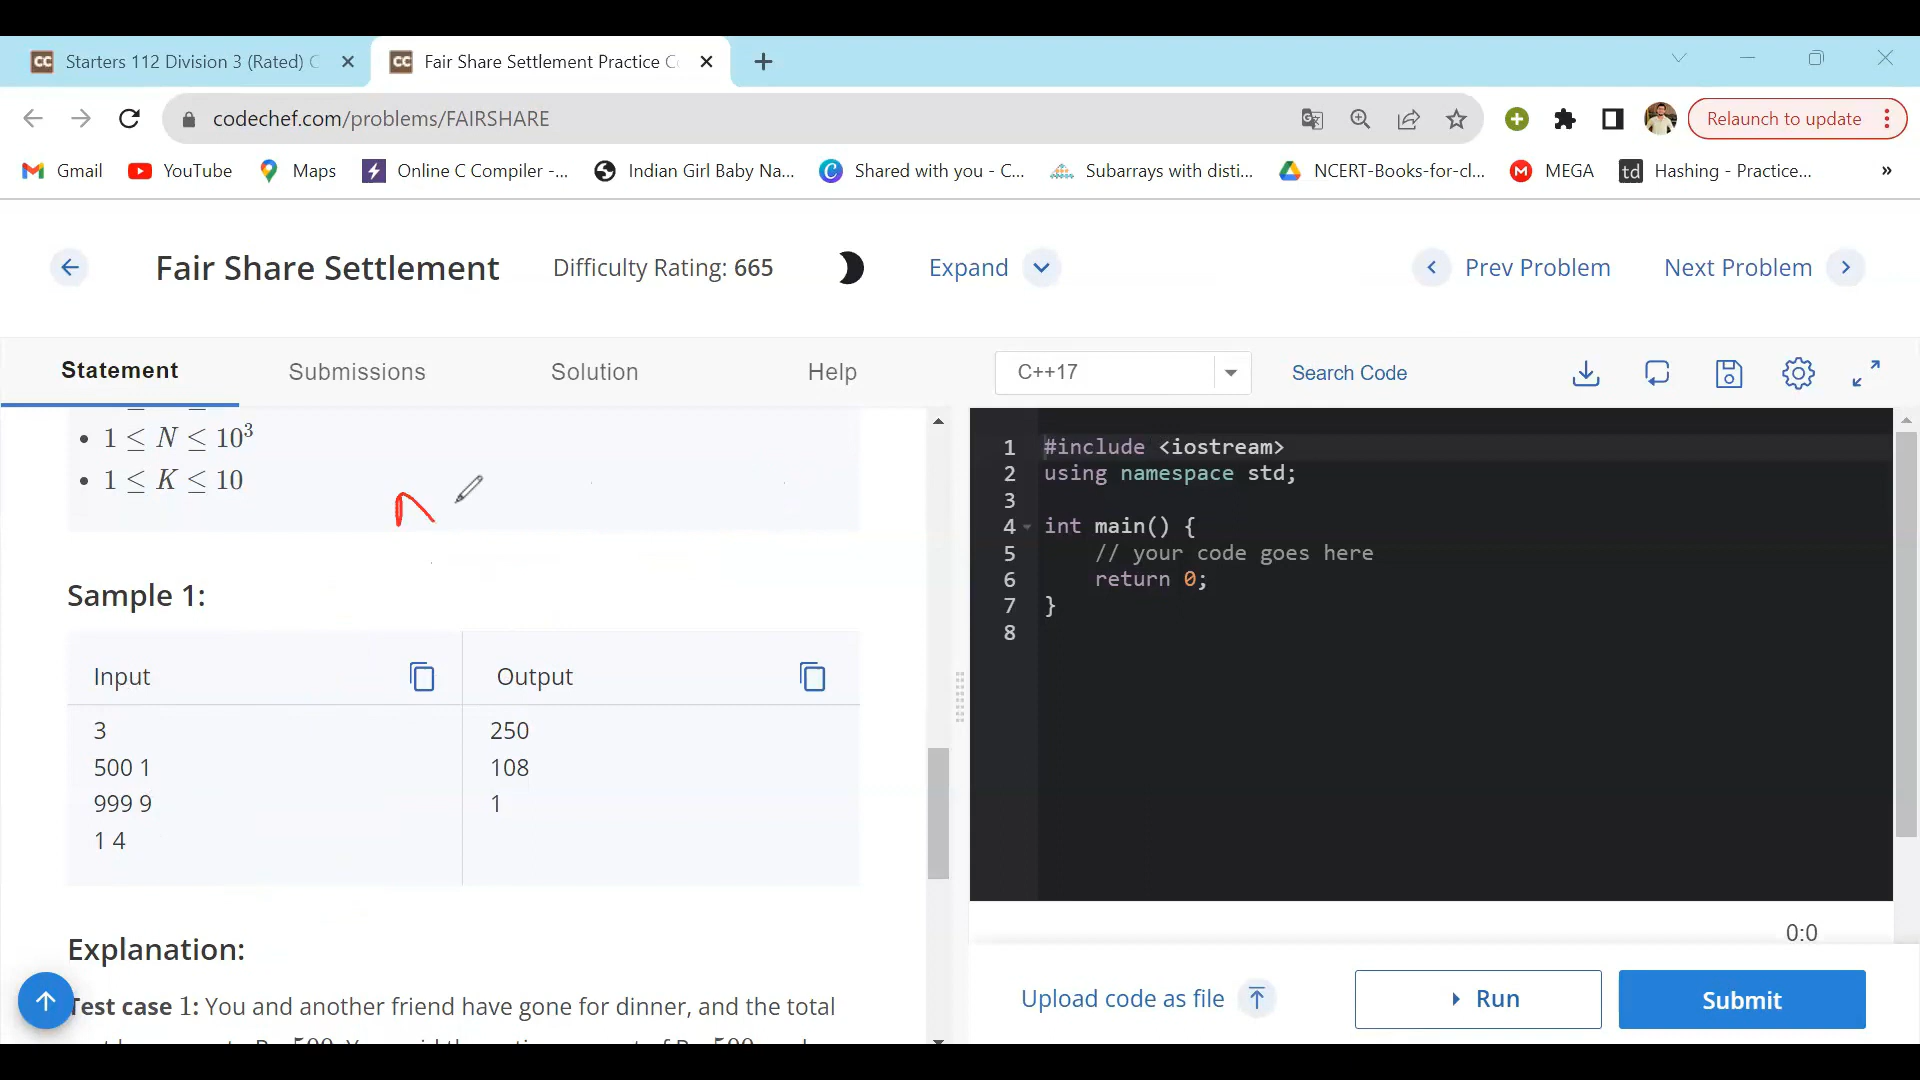 CC Starters 112 Division 3 (Rated) C
CC Fair Share Settlement Practice Co
codechef.com/problems/FAIRSHARE
Relaunch to update
Gmail YouTube Maps Online C Compiler -... Indian Girl Baby Na... Shared with you - C... Subarrays with disti... NCERT-Books-for-cl... MEGA td Hashing - Practice... »
Fair Share Settlement Difficulty Rating: 665 Expand Prev Problem Next Problem
Statement Submissions Solution Help C++17 Search Code
• 1 ≤ N ≤ 10³
• 1 ≤ K ≤ 10
Sample 1:
Input Output
3 250
500 1 108
999 9 1
1 4
Explanation:
Test case 1: You and another friend have gone for dinner, and the total
1 #include <iostream>
2 using namespace std;
3
4 int main() {
5 // your code goes here
6 return 0;
7 }
8
0:0
Upload code as file Run Submit